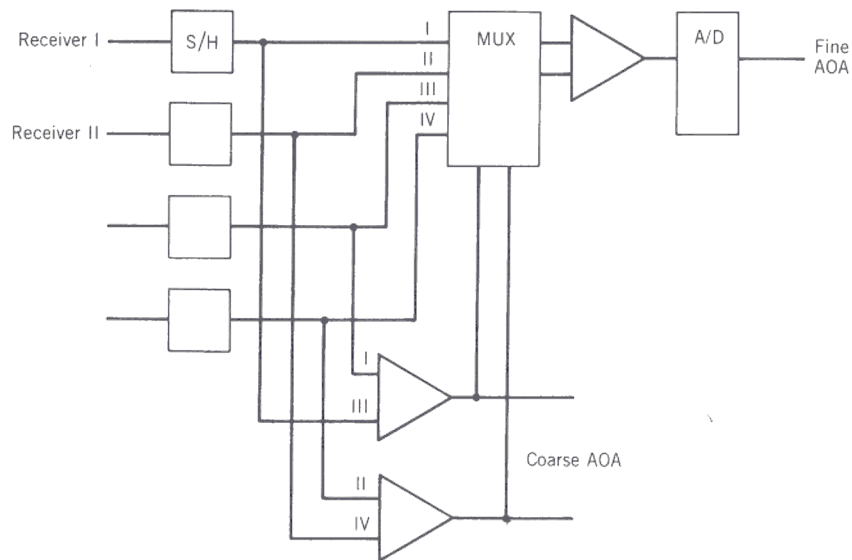 Receiver I
S/H
I
MUX
A/D
Fine
AOA
II
III
Receiver II
IV
I
III
Coarse AOA
II
IV